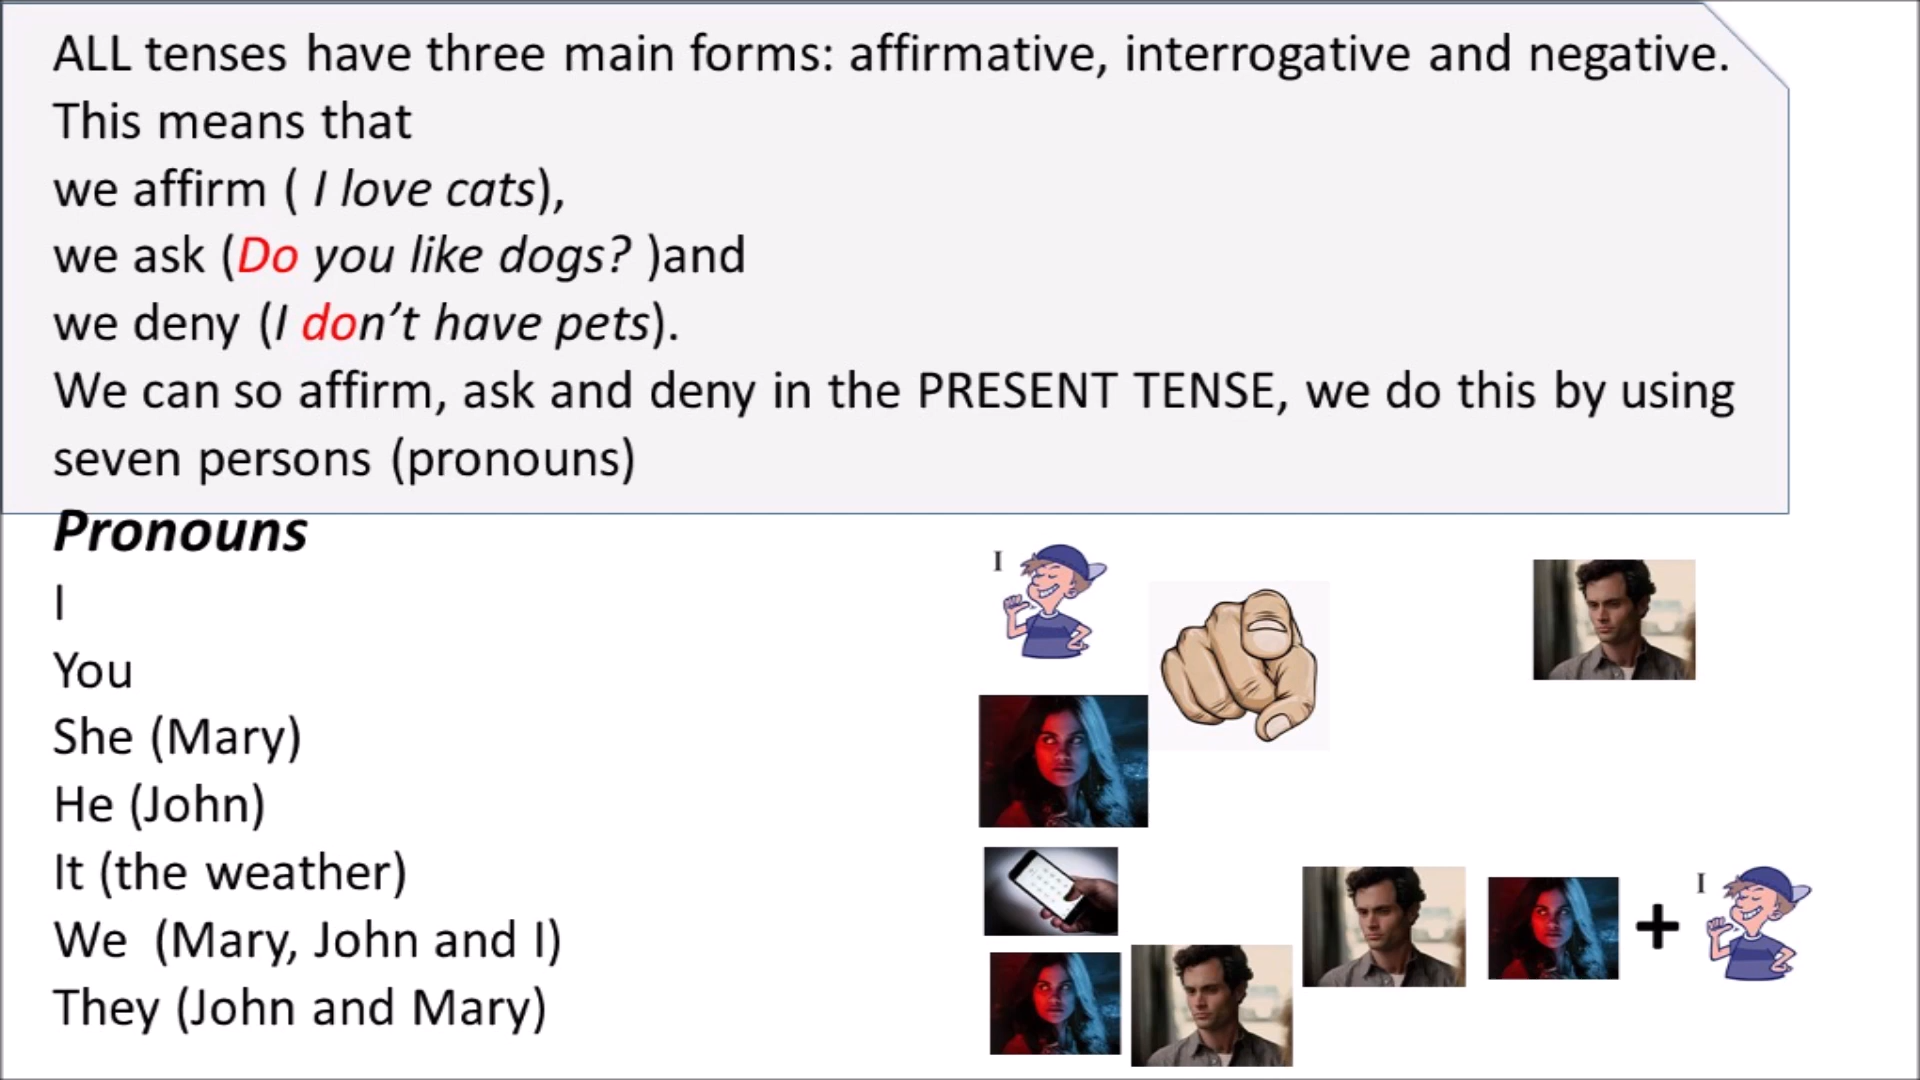 ALL tenses have three main forms: affirmative, interrogative and negative.
This means that
we affirm ( I love cats),
we ask (Do you like dogs? )and
we deny (I don’t have pets).
We can so affirm, ask and deny in the PRESENT TENSE, we do this by using
seven persons (pronouns)
Pronouns
I
You
She (Mary)
He (John)
It (the weather)
We  (Mary, John and I)
They (John and Mary)
I
I
+